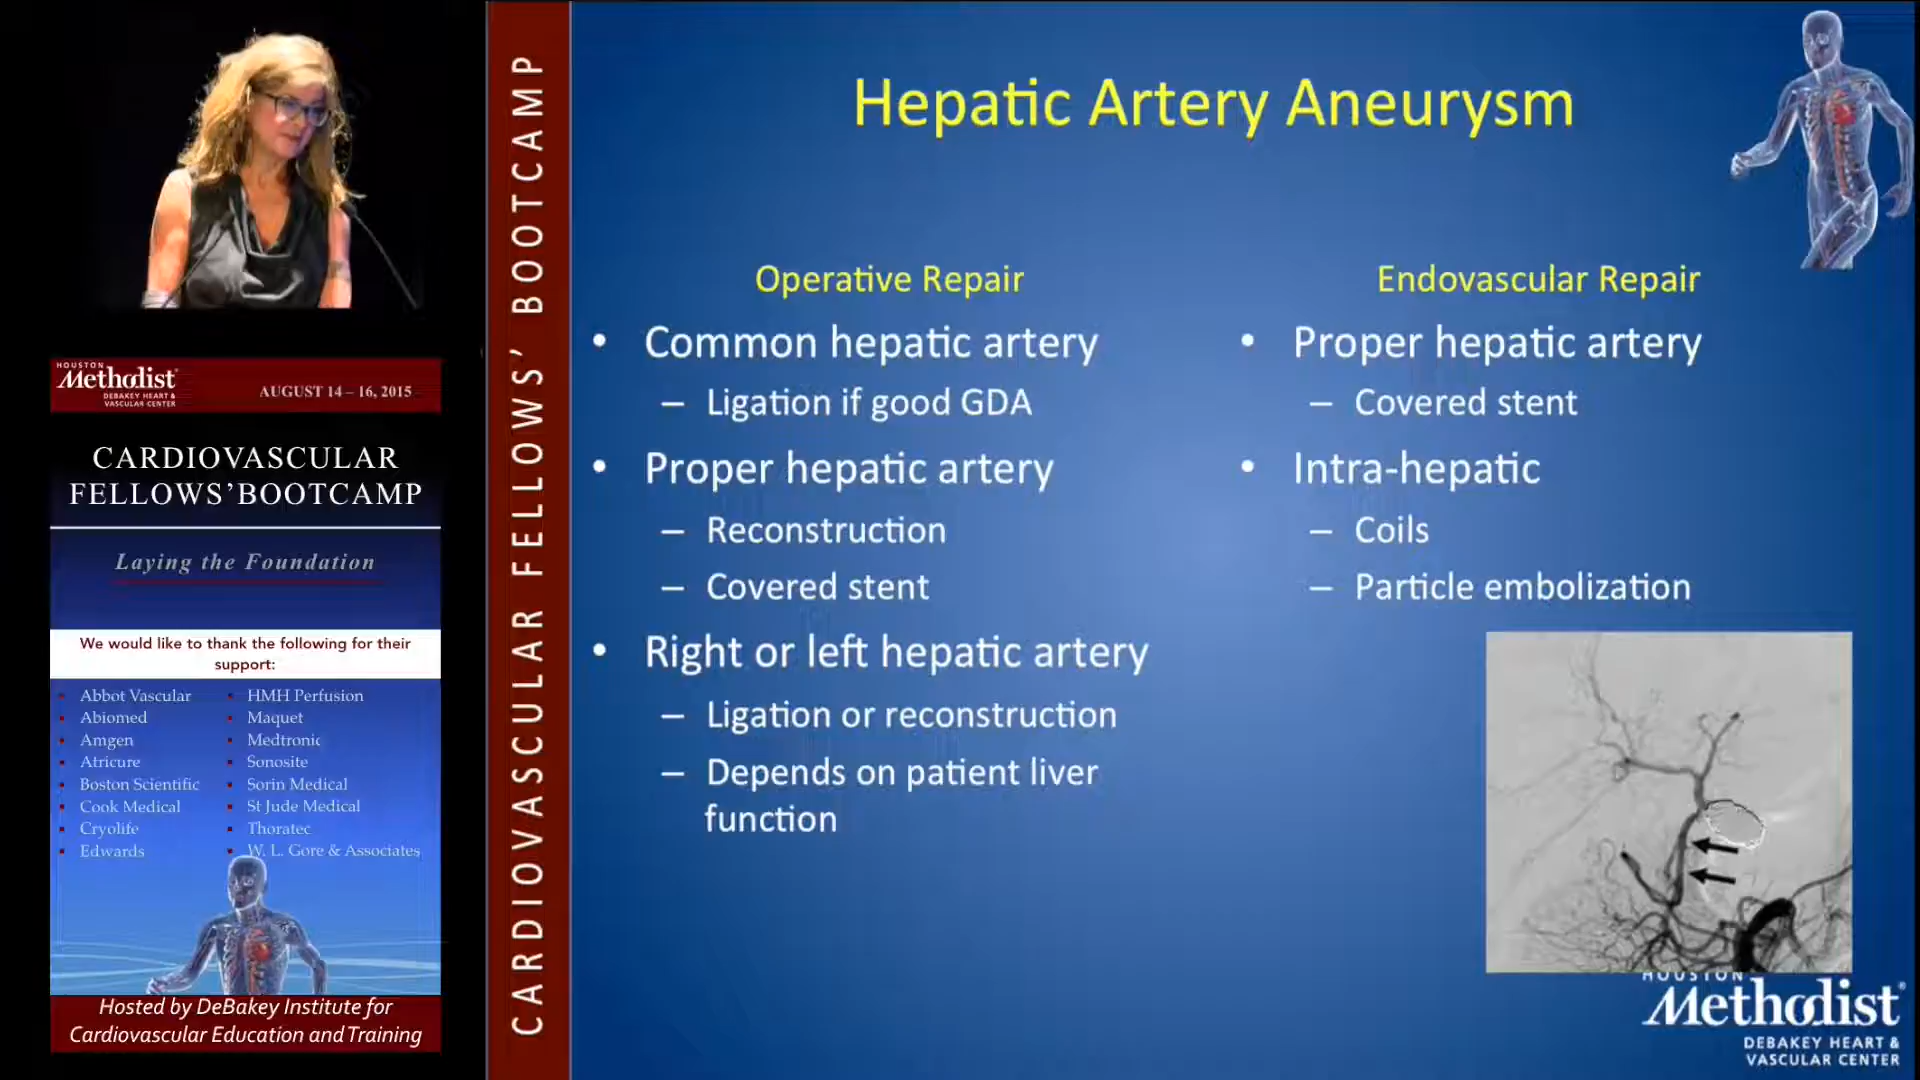 HOUSTON
Methodist
DEBAKEY HEART &
VASCULAR CENTER
AUGUST 14 – 16, 2015
CARDIOVASCULAR
FELLOWS’BOOTCAMP
Laying the Foundation
We would like to thank the following for their
support:
Abbot Vascular
Abiomed
Amgen
Atricure
Boston Scientific
Cook Medical
Cryolife
Edwards
HMH Perfusion
Maquet
Medtronic
Sonosite
Sorin Medical
St Jude Medical
Thoratec
W. L. Gore & Associates
Hosted by DeBakey Institute for
Cardiovascular Education and Training
CARDIOVASCULAR FELLOWS’ BOOTCAMP
Hepatic Artery Aneurysm
Operative Repair
• Common hepatic artery
– Ligation if good GDA
• Proper hepatic artery
– Reconstruction
– Covered stent
• Right or left hepatic artery
– Ligation or reconstruction
– Depends on patient liver
function
Endovascular Repair
• Proper hepatic artery
– Covered stent
• Intra-hepatic
– Coils
– Particle embolization
HOUSTON
Methodist®
DEBAKEY HEART &
VASCULAR CENTER